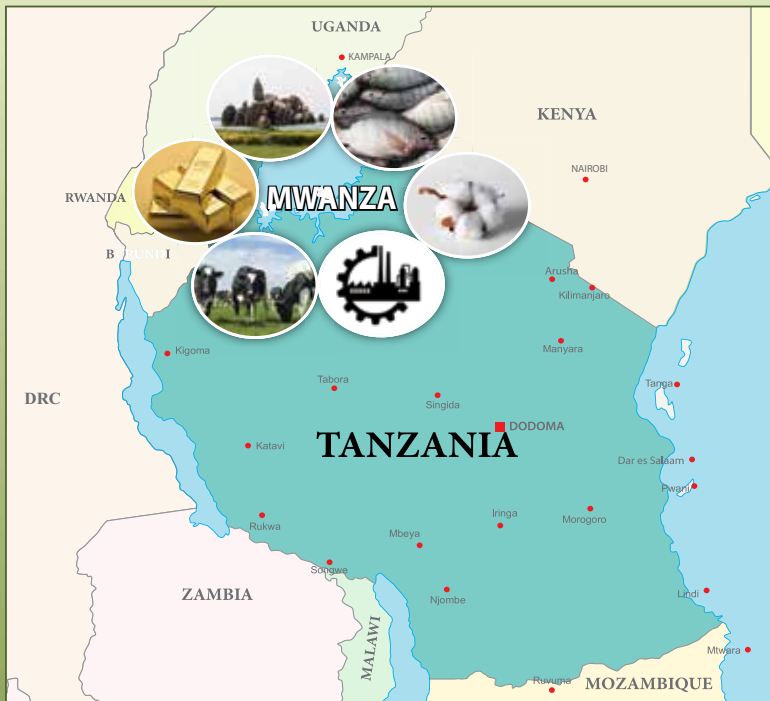 UGANDA
KAMPALA
KENYA
NAIROBI
RWANDA
MWANZA
BURUNDI
Arusha
Kilimanjaro
Kigoma
Manyara
Tabora
Singida
Tanga
DRC
DODOMA
TANZANIA
Katavi
Dar es Salaam
Pwani
Rukwa
Iringa
Morogoro
Mbeya
Songwe
Njombe
Lindi
ZAMBIA
MALAWI
Mtwara
Ruvuma
MOZAMBIQUE